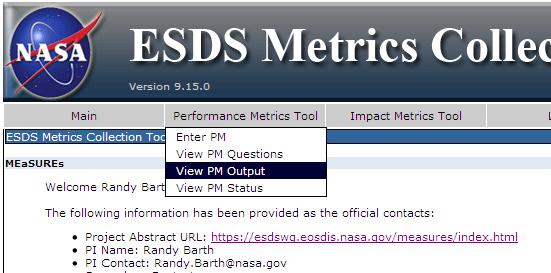 NASA
ESDS Metrics Collec
Version 9.15.0
Main
Performance Metrics Tool
Impact Metrics Tool
ESDS Metrics Collection Too
Enter PM
View PM Questions
View PM Output
View PM Status
MEaSUREs
Welcome Randy Barth
The following information has been provided as the official contacts:
Project Abstract URL: https://esdswg.eosdis.nasa.gov/measures/index.html
PI Name: Randy Barth
PI Contact: Randy.Barth@nasa.gov